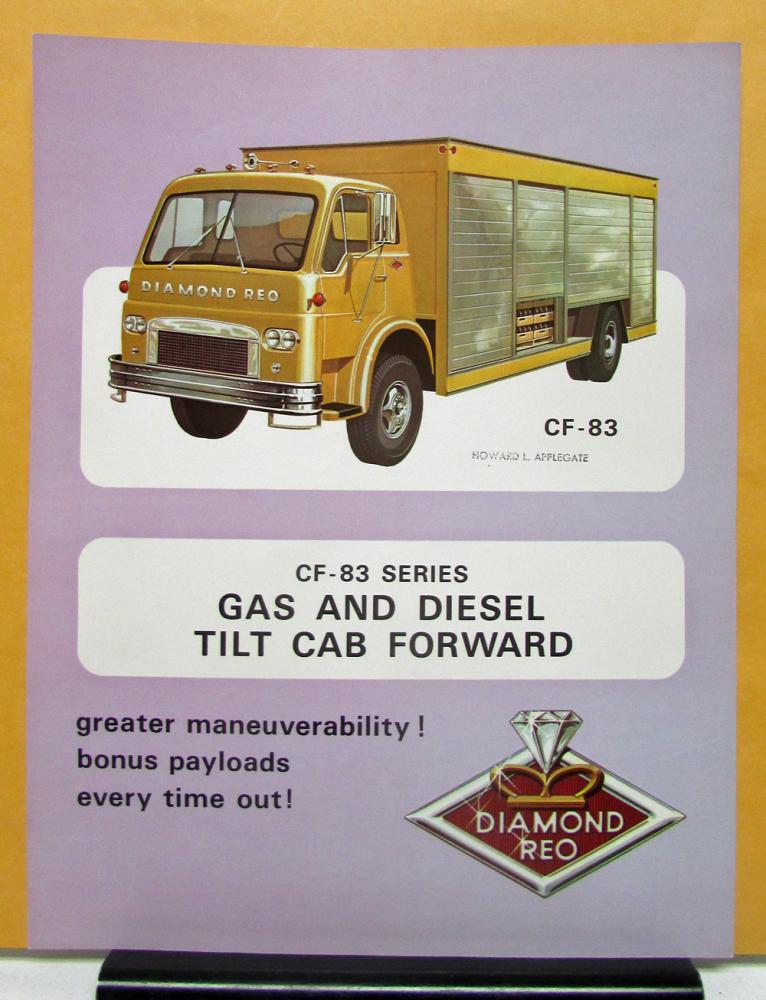 DIAMOND REO
CF-83
HOWARD L. APPLEGATE
CF-83 SERIES
GAS AND DIESEL
TILT CAB FORWARD
greater maneuverability!
bonus payloads
every time out!
DIAMOND
REO